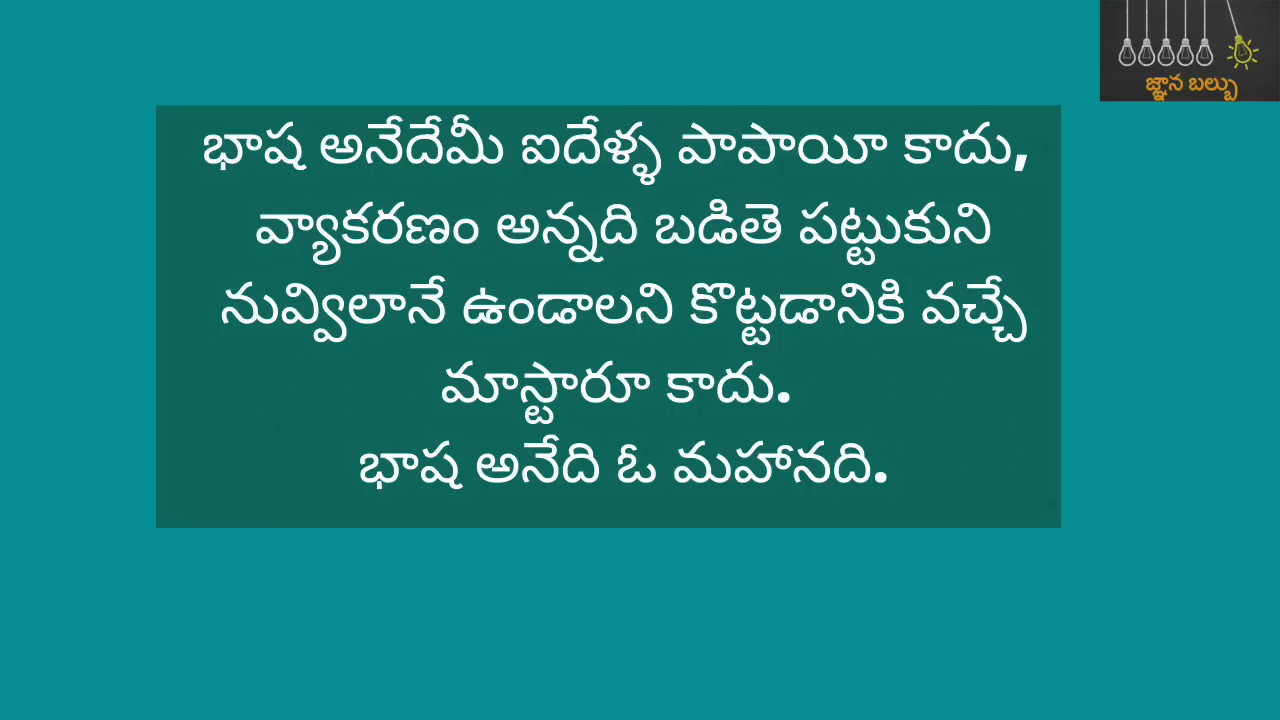 జ్ఞాన బల్బు
భాష అనేదేమీ ఐదేళ్ళ పాపాయీ కాదు,
వ్యాకరణం అన్నది బడితె పట్టుకుని
నువ్విలానే ఉండాలని కొట్టడానికి వచ్చే
మాస్టారూ కాదు.
భాష అనేది ఓ మహానది.